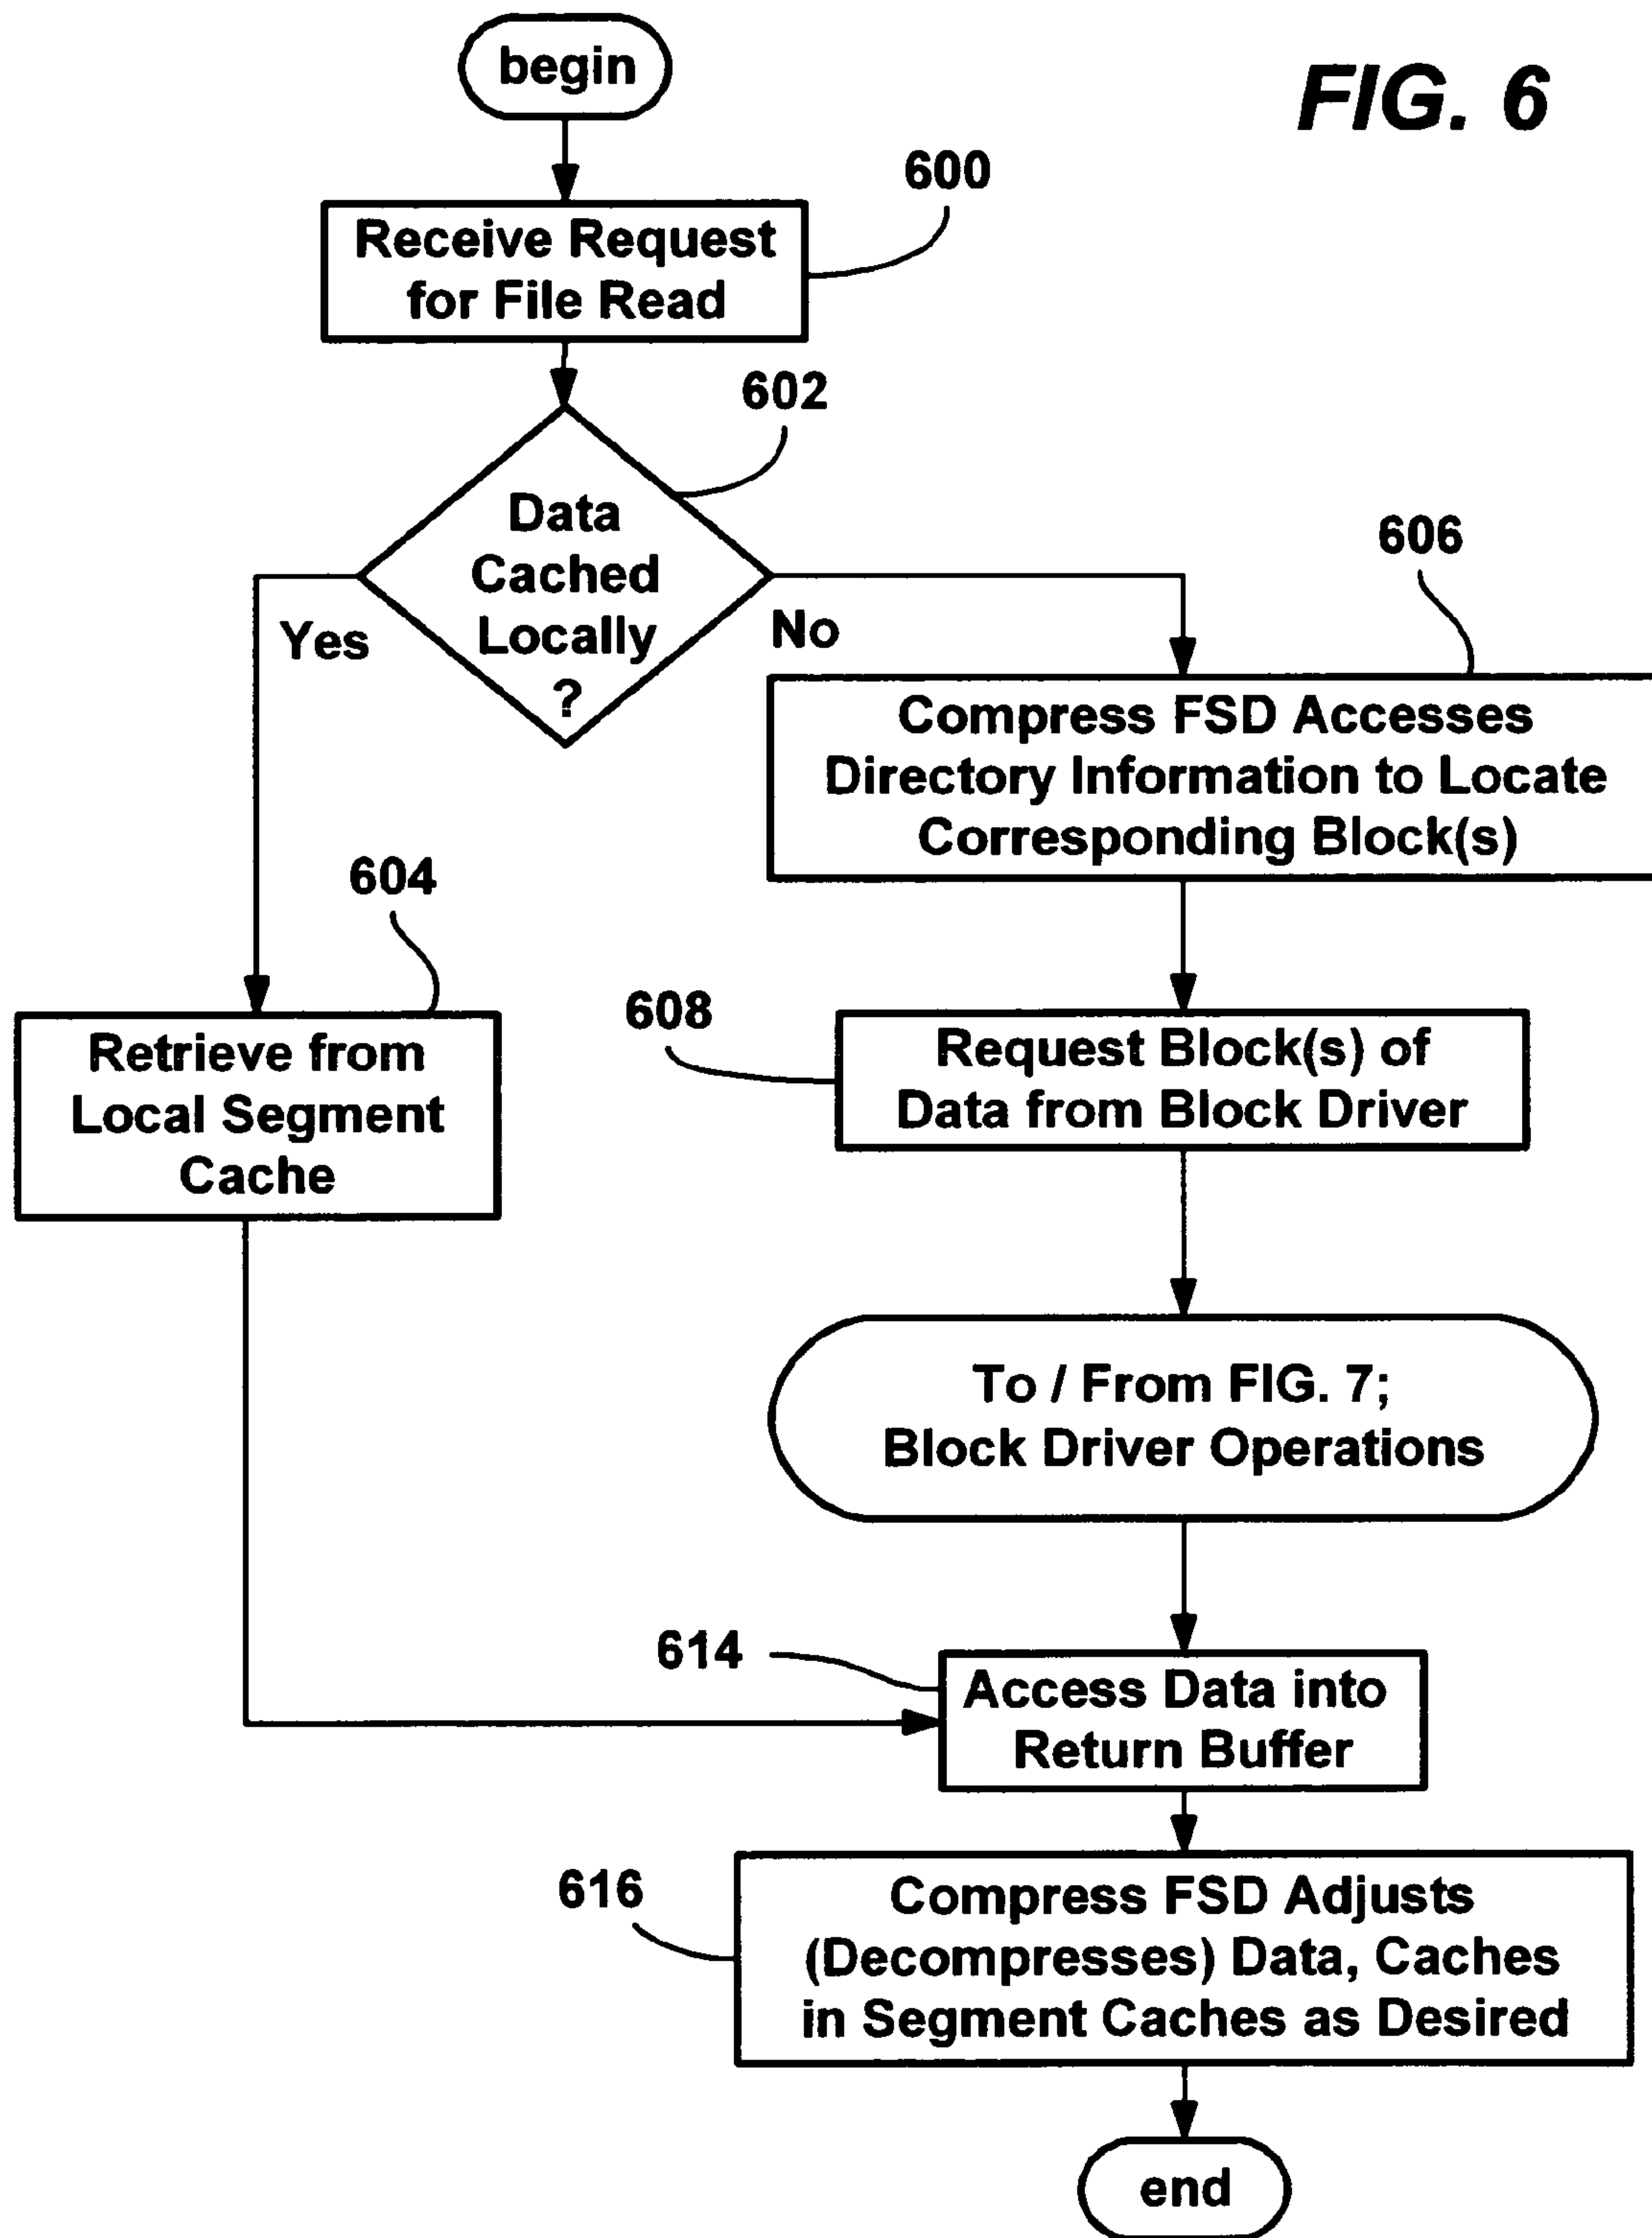 begin
FIG. 6
600
Receive Request
for File Read
602
Data
Cached
Locally
?
Yes
No
606
Compress FSD Accesses
Directory Information to Locate
Corresponding Block(s)
604
Retrieve from
Local Segment
Cache
608
Request Block(s) of
Data from Block Driver
To / From FIG. 7;
Block Driver Operations
614
Access Data into
Return Buffer
616
Compress FSD Adjusts
(Decompresses) Data, Caches
in Segment Caches as Desired
end